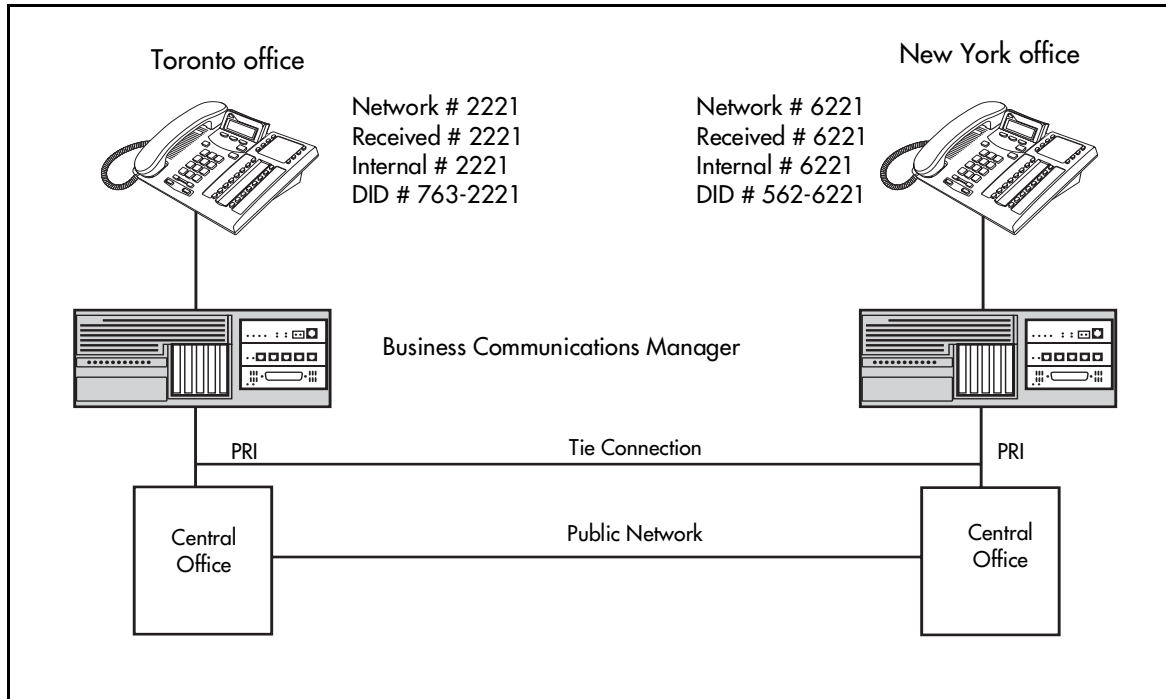 Toronto office
New York office
Network # 2221
Received # 2221
Internal # 2221
DID # 763-2221
Network # 6221
Received # 6221
Internal # 6221
DID # 562-6221
Business Communications Manager
PRI
Tie Connection
PRI
Central
Office
Public Network
Central
Office